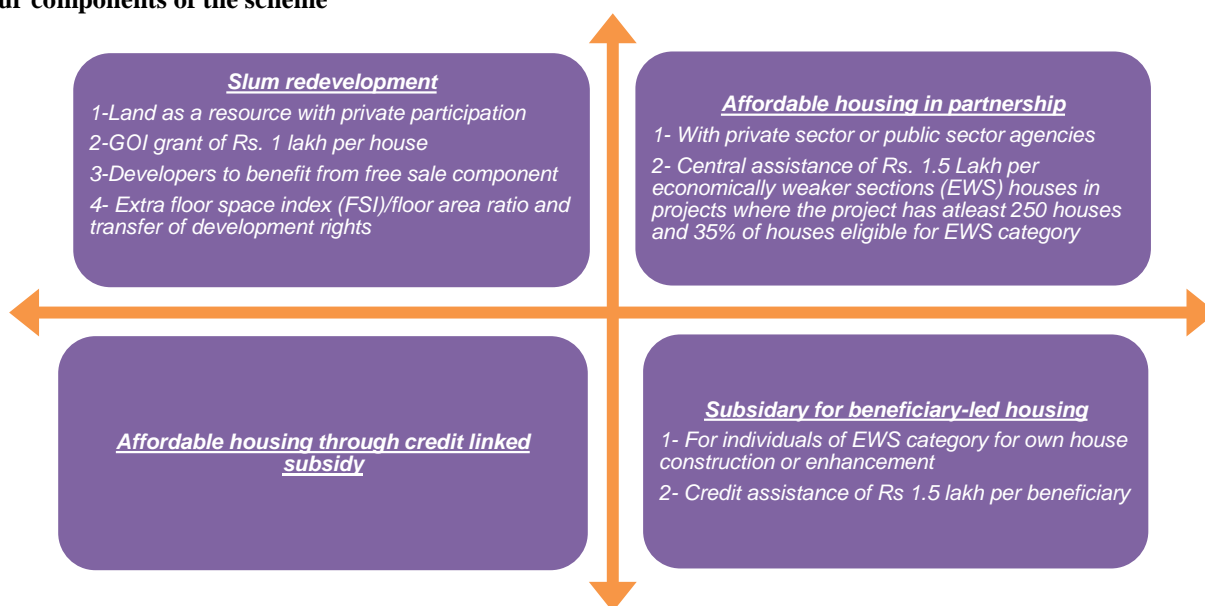 ur components of the scheme
Slum redevelopment
1-Land as a resource with private participation
2-GOI grant of Rs. 1 lakh per house
3-Developers to benefit from free sale component
4- Extra floor space index (FSI)/floor area ratio and
transfer of development rights
Affordable housing in partnership
1- With private sector or public sector agencies
2- Central assistance of Rs. 1.5 Lakh per
economically weaker sections (EWS) houses in
projects where the project has atleast 250 houses
and 35% of houses eligible for EWS category
Affordable housing through credit linked
subsidy
Subsidary for beneficiary-led housing
1- For individuals of EWS category for own house
construction or enhancement
2- Credit assistance of Rs 1.5 lakh per beneficiary